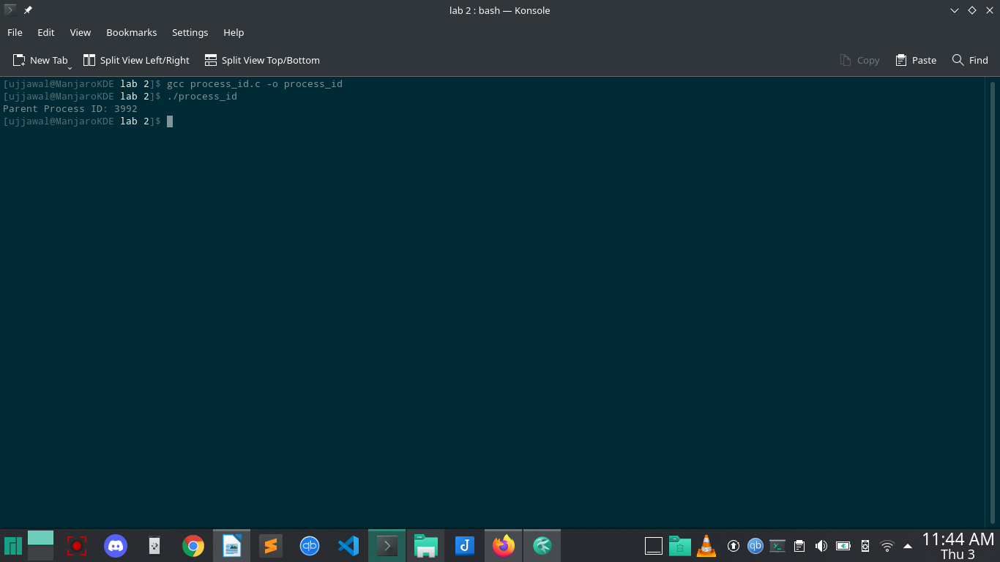 lab 2 : bash — Konsole
File Edit View Bookmarks Settings Help
New Tab Split View Left/Right Split View Top/Bottom Copy Paste Find
[ujjawal@ManjaroKDE lab 2]$ gcc process_id.c -o process_id
[ujjawal@ManjaroKDE lab 2]$ ./process_id
Parent Process ID: 3992
[ujjawal@ManjaroKDE lab 2]$
qb
qb
11:44 AM
Thu 3